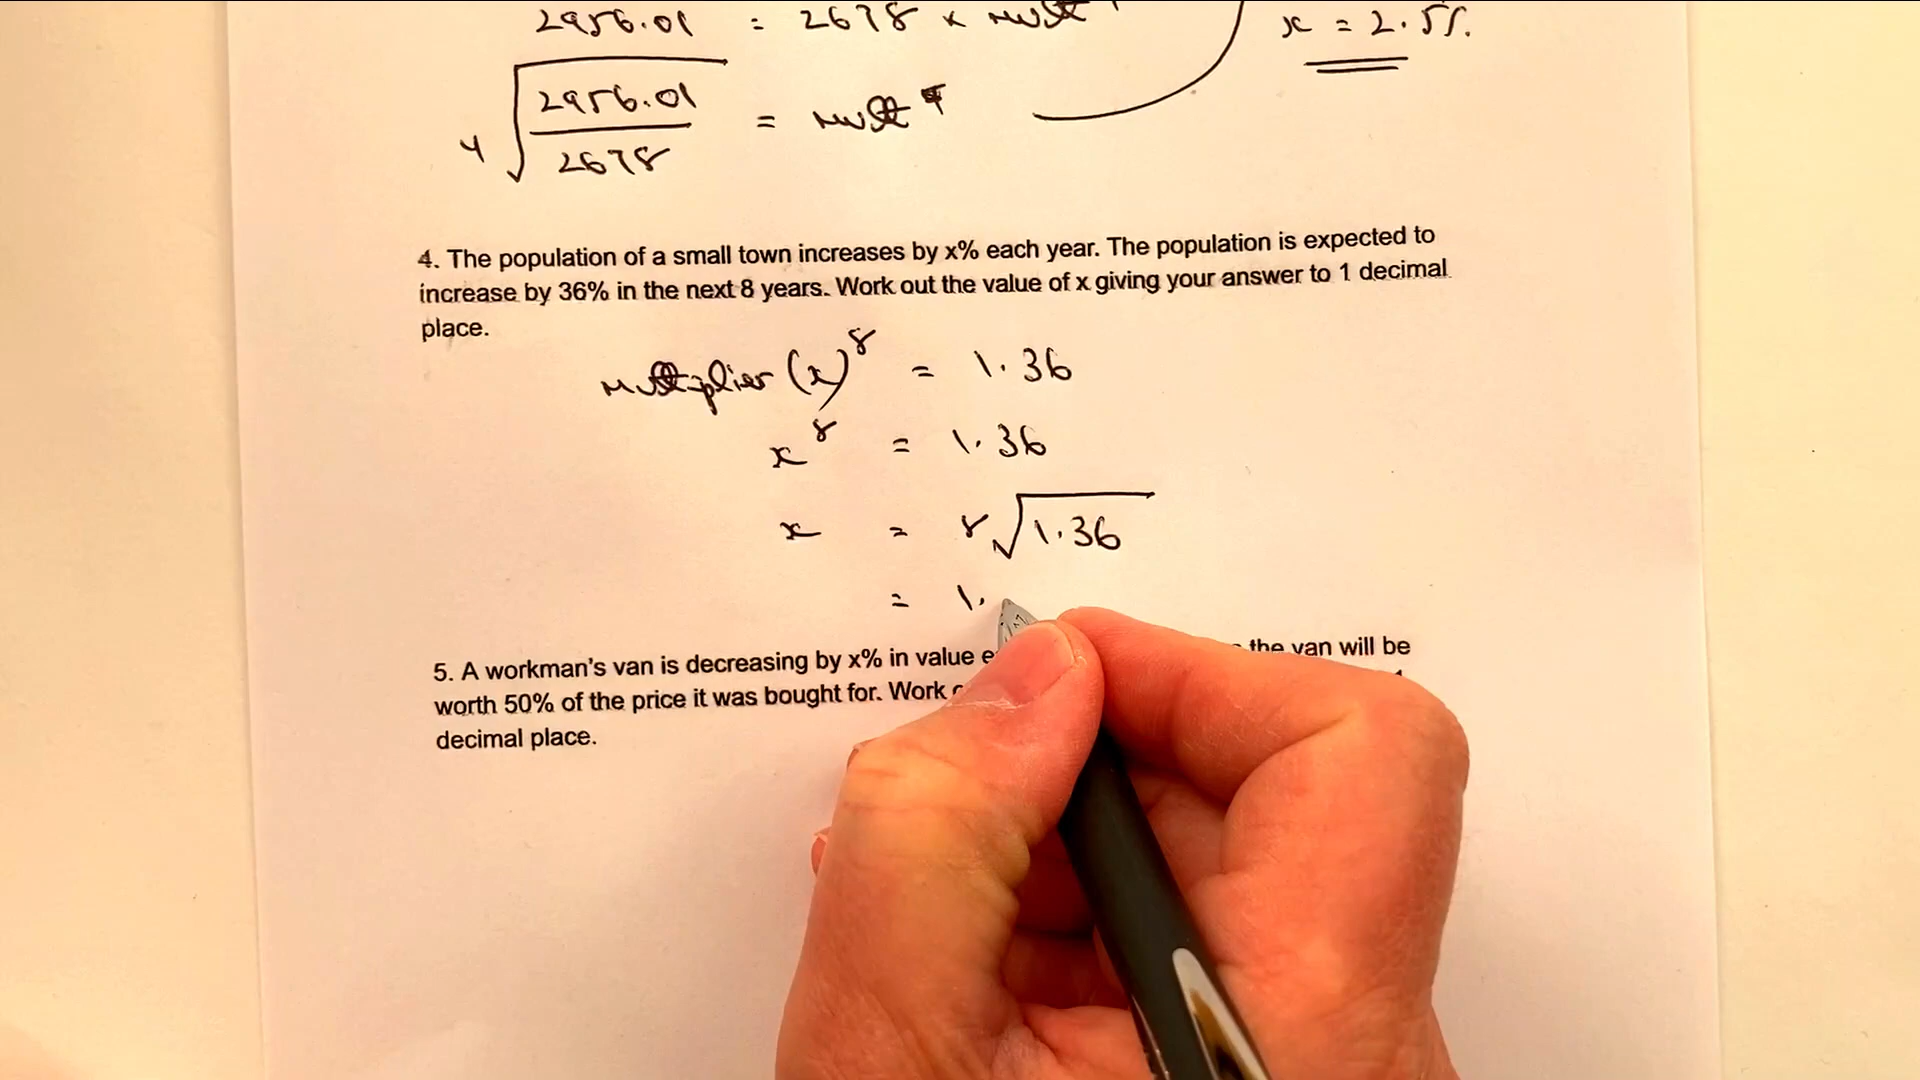 2956.01 = 2678 x mult
x = 2.5%.
4√2956.01/2678 = mult
4. The population of a small town increases by x% each year. The population is expected to
increase by 36% in the next 8 years. Work out the value of x giving your answer to 1 decimal
place.
Multiplier (x)⁸ = 1.36
x⁸ = 1.36
x = 8√1.36
= 1.
5. A workman's van is decreasing by x% in value the van will be
worth 50% of the price it was bought for. Work
decimal place.